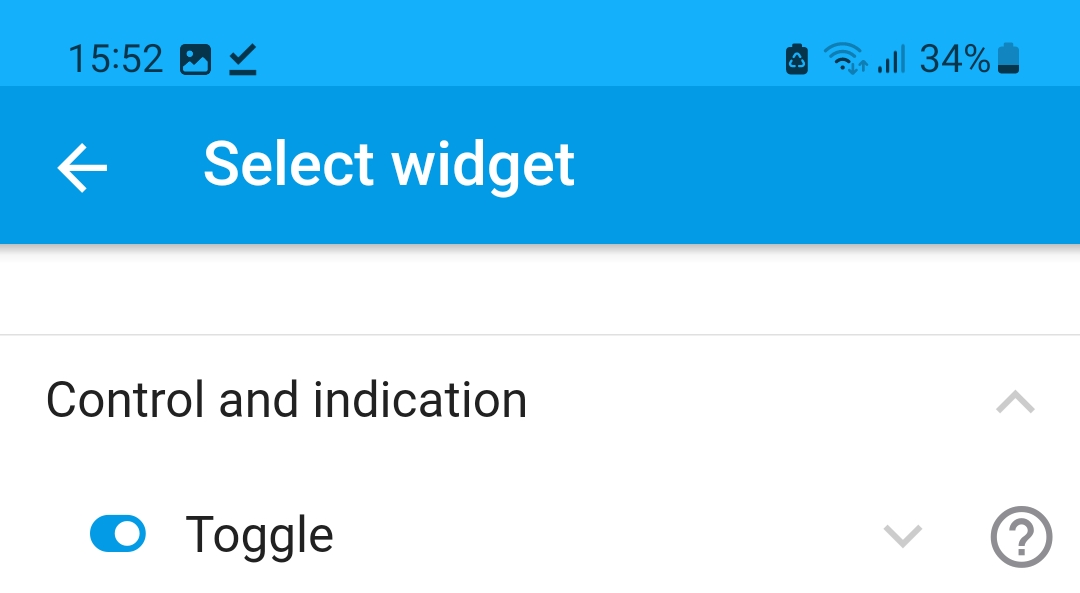 15:52 34%
Select widget
Control and indication
Toggle